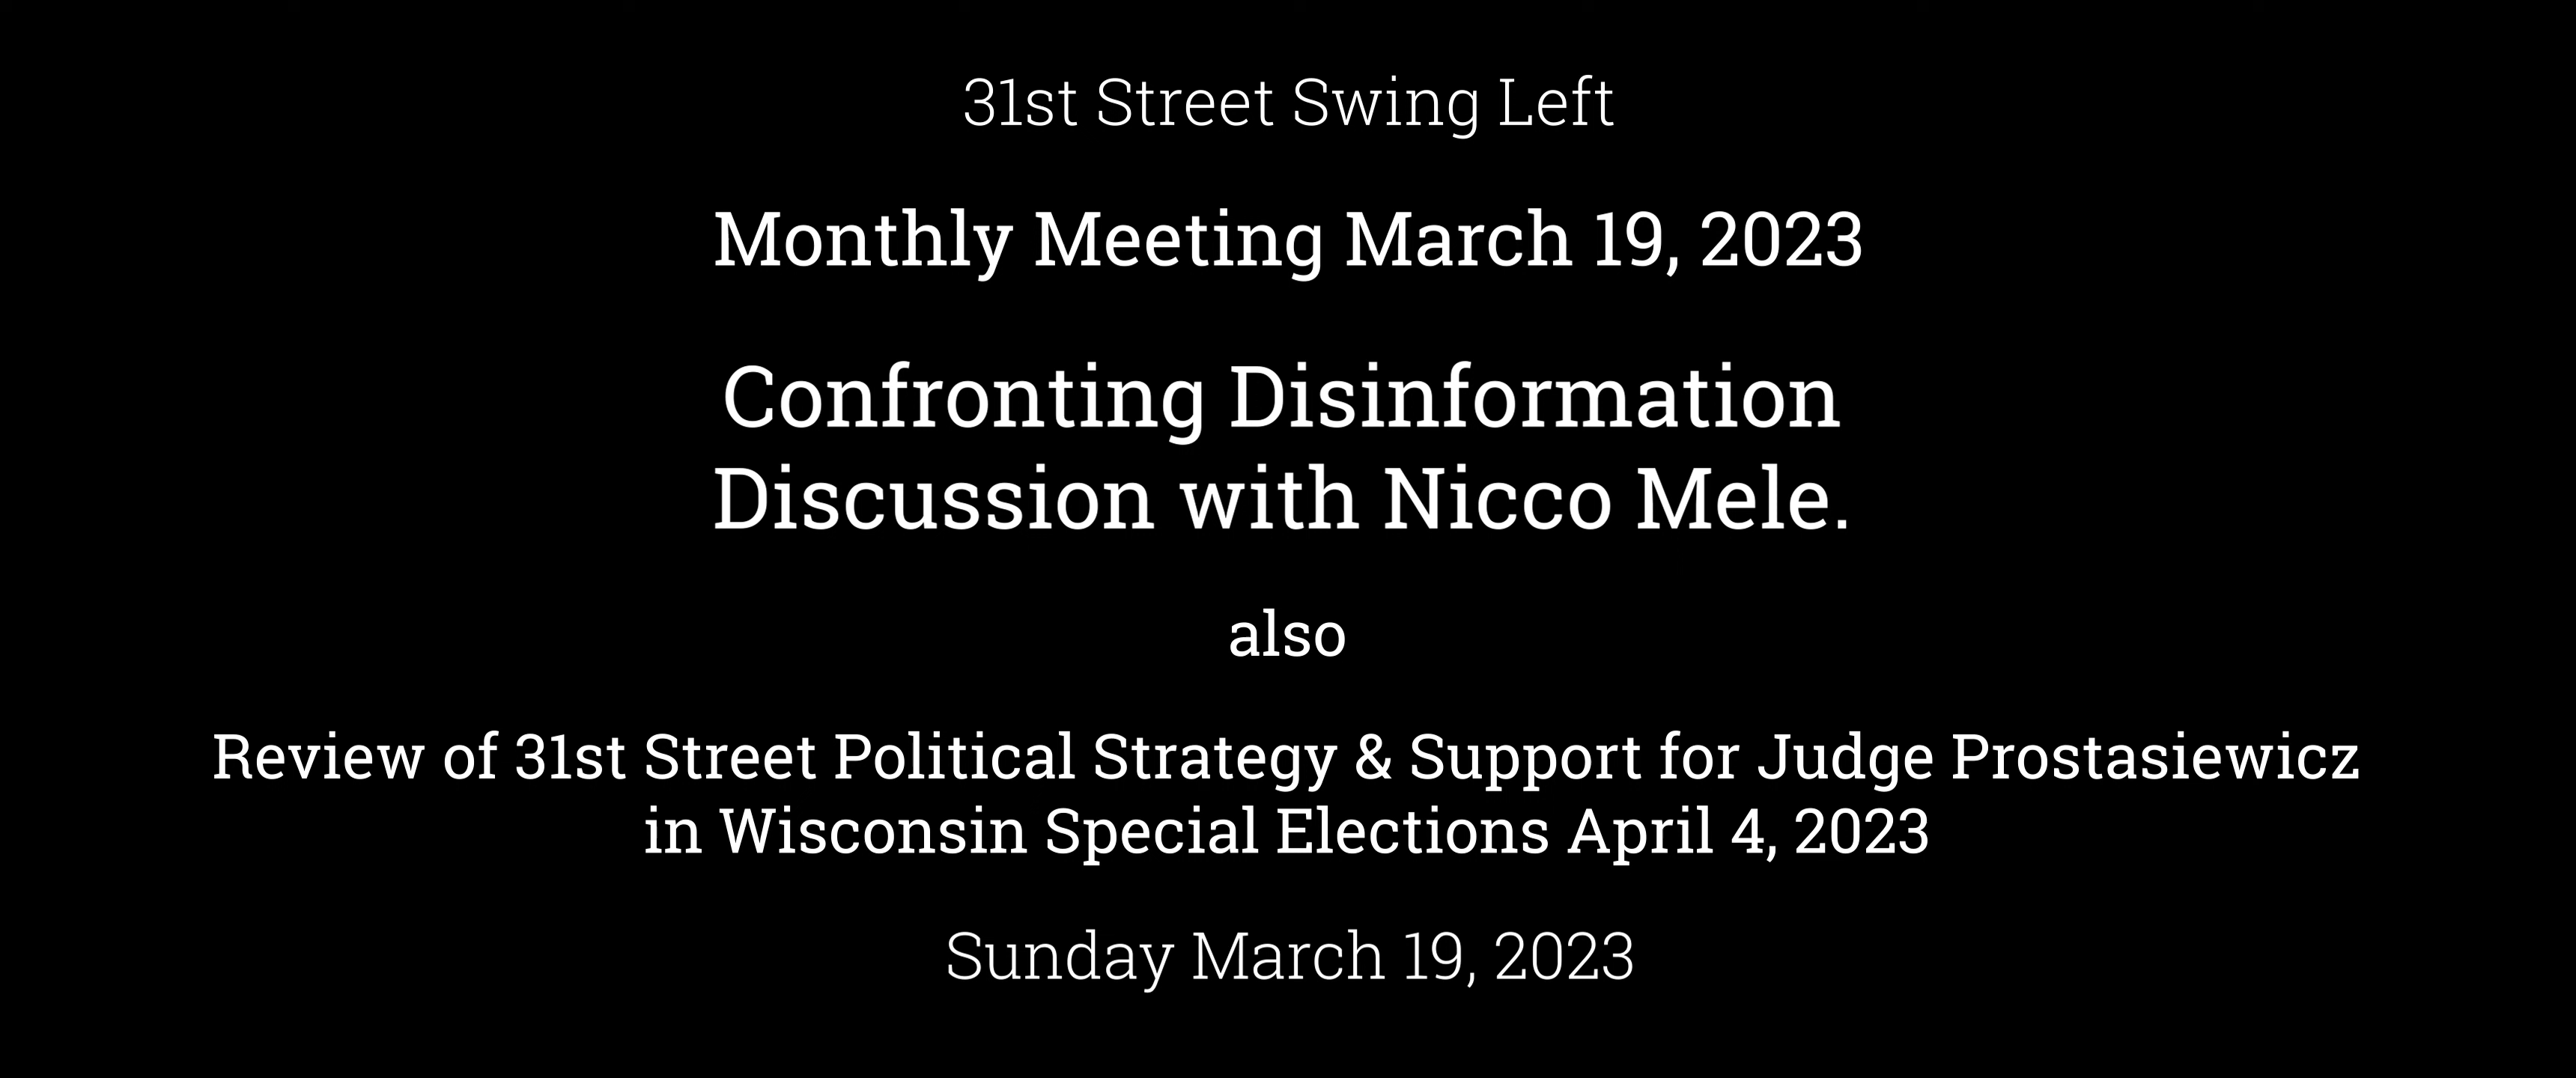 31st Street Swing Left
Monthly Meeting March 19, 2023
Confronting Disinformation
Discussion with Nicco Mele.
also
Review of 31st Street Political Strategy & Support for Judge Prostasiewicz
in Wisconsin Special Elections April 4, 2023
Sunday March 19, 2023